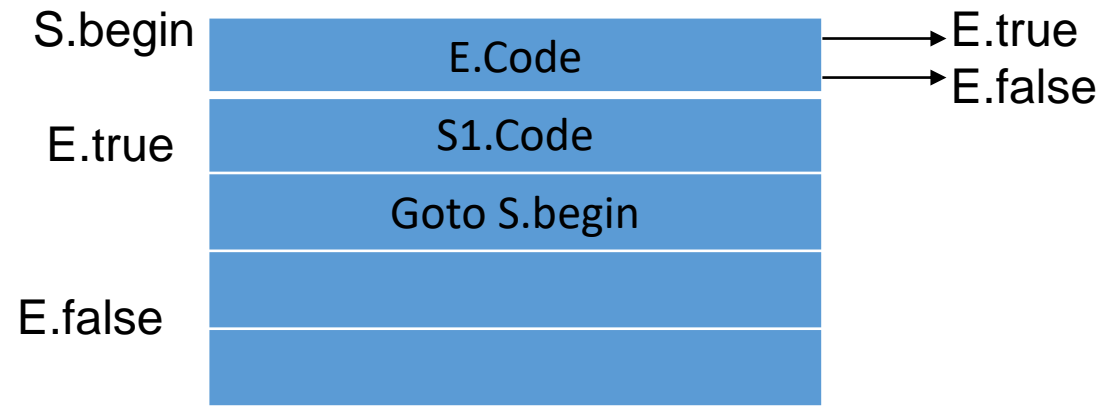 S.begin
E.Code
E.true
E.false
E.true
S1.Code
Goto S.begin
E.false